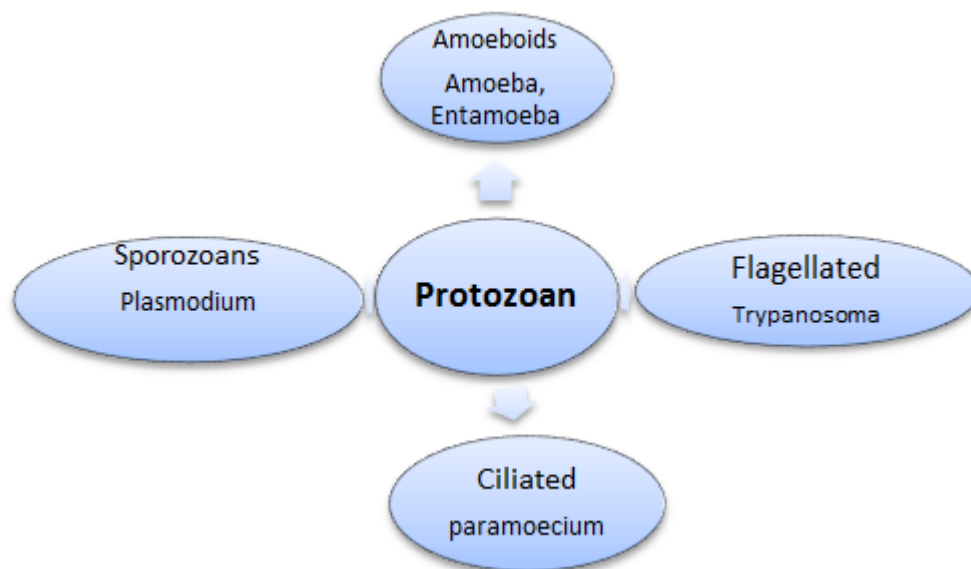 Amoeboids
Amoeba,
Entamoeba
Sporozoans
Plasmodium
Protozoan
Flagellated
Trypanosoma
Ciliated
paramoecium